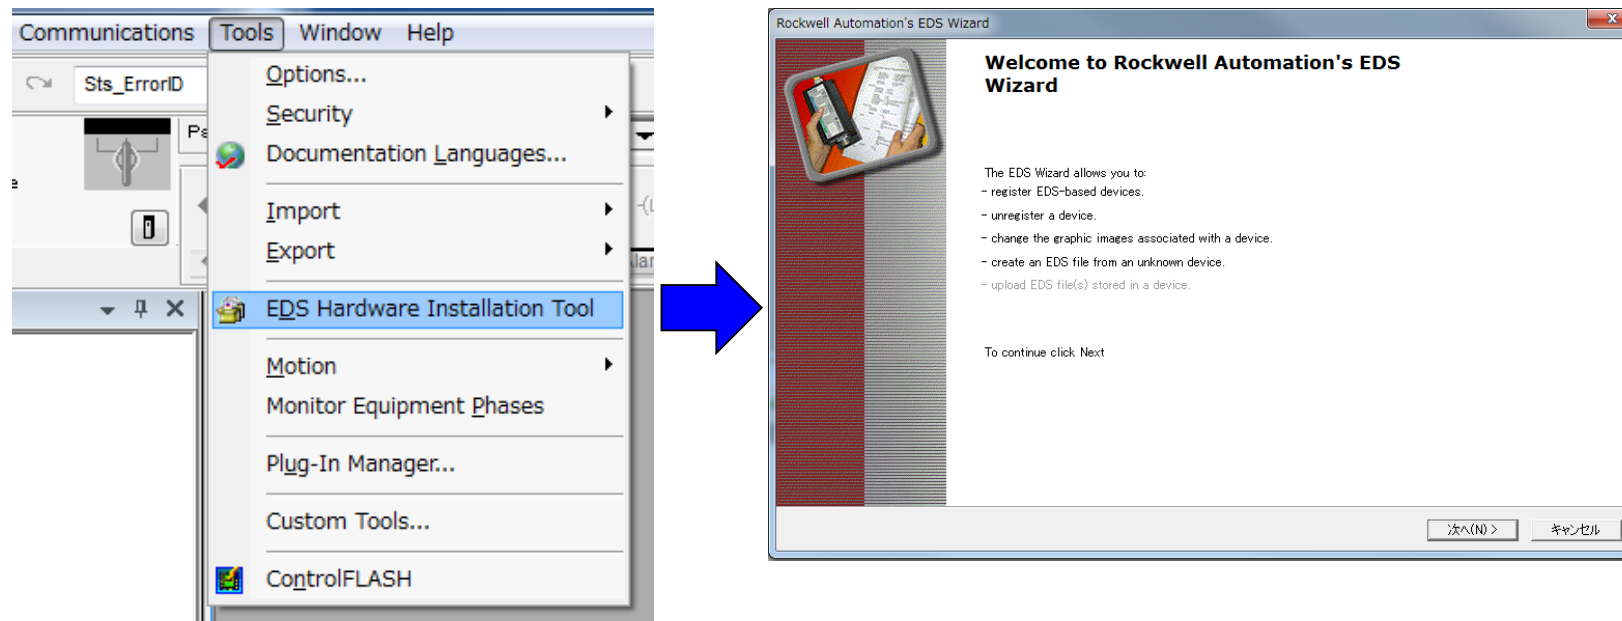 Communications Tools Window Help
Sts_ErrorID
Options...
Security
Documentation Languages...
Import
Export
EDS Hardware Installation Tool
Motion
Monitor Equipment Phases
Plug-In Manager...
Custom Tools...
ControlFLASH
Rockwell Automation's EDS Wizard
Welcome to Rockwell Automation's EDS
Wizard
The EDS Wizard allows you to:
- register EDS-based devices.
- unregister a device.
- change the graphic images associated with a device.
- create an EDS file from an unknown device.
- upload EDS file(s) stored in a device.
To continue click Next
次へ(N) > キャンセル